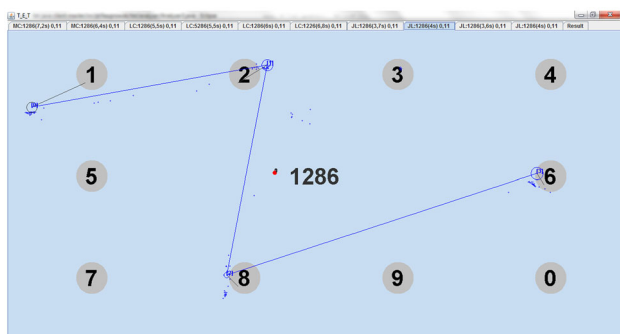 T_E_T
MC:1286(7,2s) 0,11 MC:1286(6,4s) 0,11 LC:1286(5,5s) 0,11 LC:5286(5,5s) 0,11 LC:1286(6s) 0,11 LC:1226(6,8s) 0,11 JL:1286(3,7s) 0,11 JL:1286(4s) 0,11 JL:1286(3,6s) 0,11 JL:1286(4s) 0,11 Result
1 2 3 4
5 1286 6
7 8 9 0